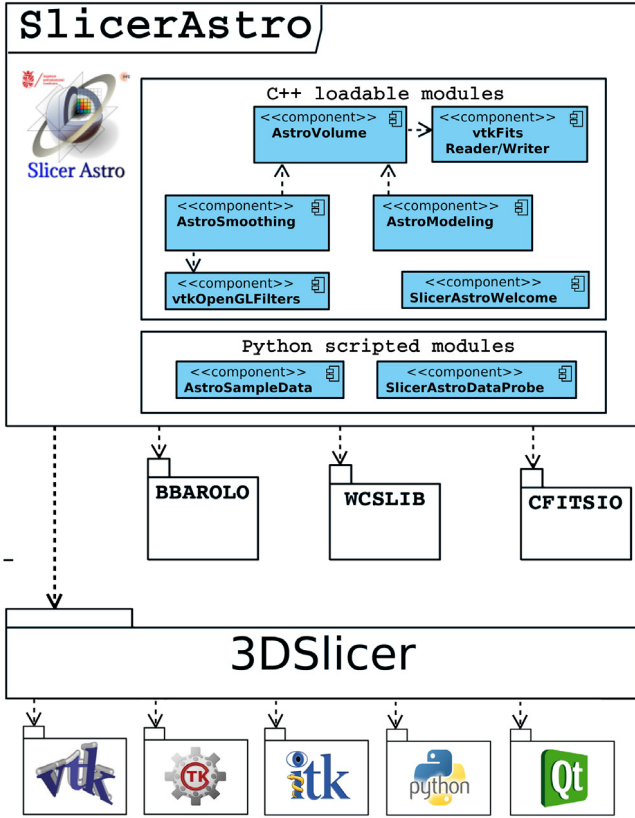 SlicerAstro
Slicer Astro
C++ loadable modules
<<component>>
AstroVolume
<<component>>
vtkFits
Reader/Writer
<<component>>
AstroSmoothing
<<component>>
AstroModeling
<<component>>
vtkOpenGLFilters
<<component>>
SlicerAstroWelcome
Python scripted modules
<<component>>
AstroSampleData
<<component>>
SlicerAstroDataProbe
BBAROLO
WCSLIB
CFITSIO
3DSlicer
vtk
CTK
itk
python
Qt